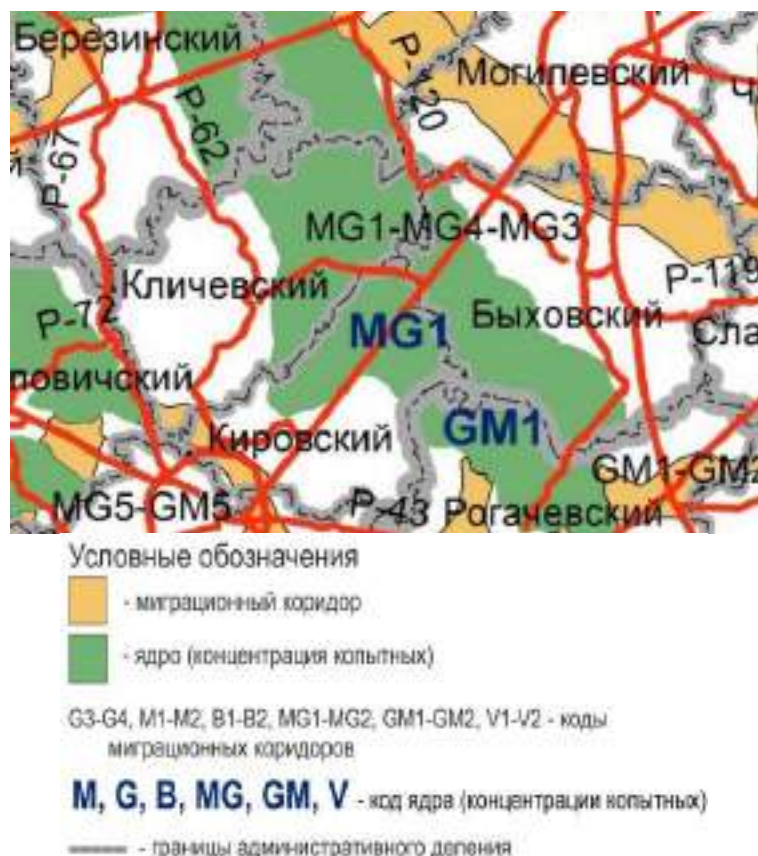 Березинский
Р-120
Могилевский
Р-67
Р-62
MG1-MG4-MG3
Р-119
Кличевский
Р-72
MG1
Быховский
Сла
повичский
GM1
Кировский
GM1-GM2
MG5-GM5
Р-43
Рогачевский
Условные обозначения
- миграционный коридор
- ядро (концентрация копытных)
G3-G4, M1-M2, B1-B2, MG1-MG2, GM1-GM2, V1-V2 - коды
миграционных коридоров
M, G, B, MG, GM, V - код ядра (концентрации копытных)
- границы административного деления